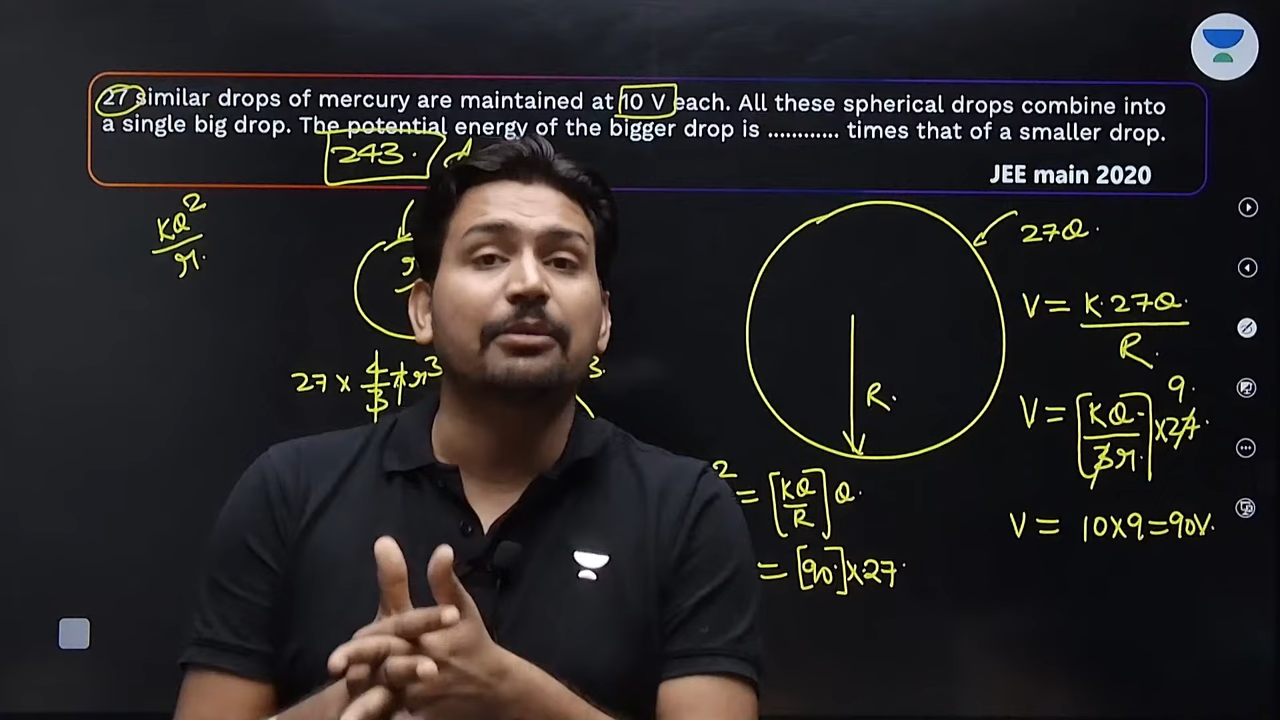 27 similar drops of mercury are maintained at 10 V each. All these spherical drops combine into
a single big drop. The potential energy of the bigger drop is ............ times that of a smaller drop.
243.
JEE main 2020
KQ²
r
27Q.
V = K.27Q.
R.
R.
27 × 4/3 πr³
3.
V = [KQ/3r] × 27 9.
2 = [KQ/R] Q.
V = 10×9=90V.
= [90] × 27.